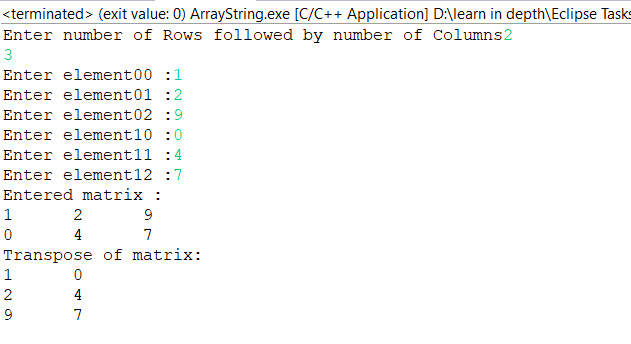 <terminated> (exit value: 0) ArrayString.exe [C/C++ Application] D:\learn in depth\Eclipse Tasks
Enter number of Rows followed by number of Columns2
3
Enter element00 :1
Enter element01 :2
Enter element02 :9
Enter element10 :0
Enter element11 :4
Enter element12 :7
Entered matrix :
1 2 9
0 4 7
Transpose of matrix:
1 0
2 4
9 7